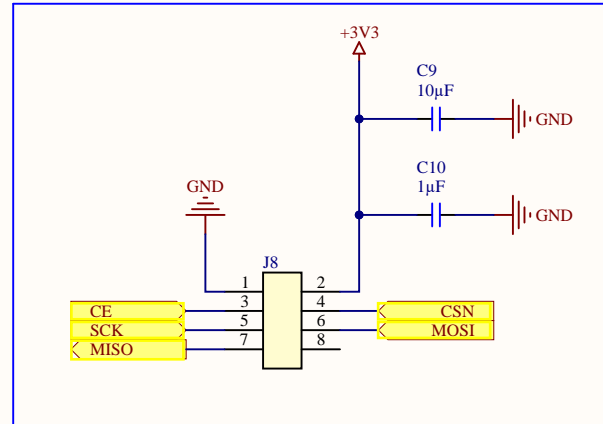 +3V3
C9
10µF
GND
C10
1µF
GND
GND
J8
1 2
CE 3 4 CSN
SCK 5 6 MOSI
MISO 7 8